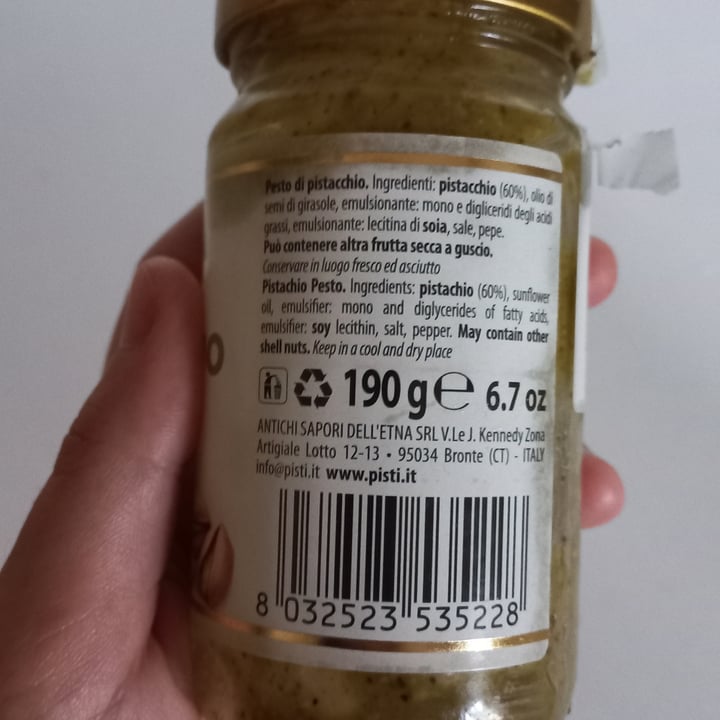 Pesto di pistacchio. Ingredienti: pistacchio (60%), olio di
semi di girasole, emulsionante: mono e digliceridi degli acidi
grassi, emulsionante: lecitina di soia, sale, pepe.
Può contenere altra frutta secca a guscio.
Conservare in luogo fresco ed asciutto
Pistachio Pesto. Ingredients: pistachio (60%), sunflower
oil, emulsifier: mono and diglycerides of fatty acids,
emulsifier: soy lecithin, salt, pepper. May contain other
shell nuts. Keep in a cool and dry place
190 g e 6.7 oz
ANTICHI SAPORI DELL'ETNA SRL V.Le J. Kennedy Zona
Artigiale Lotto 12-13 • 95034 Bronte (CT) - ITALY
info@pisti.it www.pisti.it
8 032523 535228